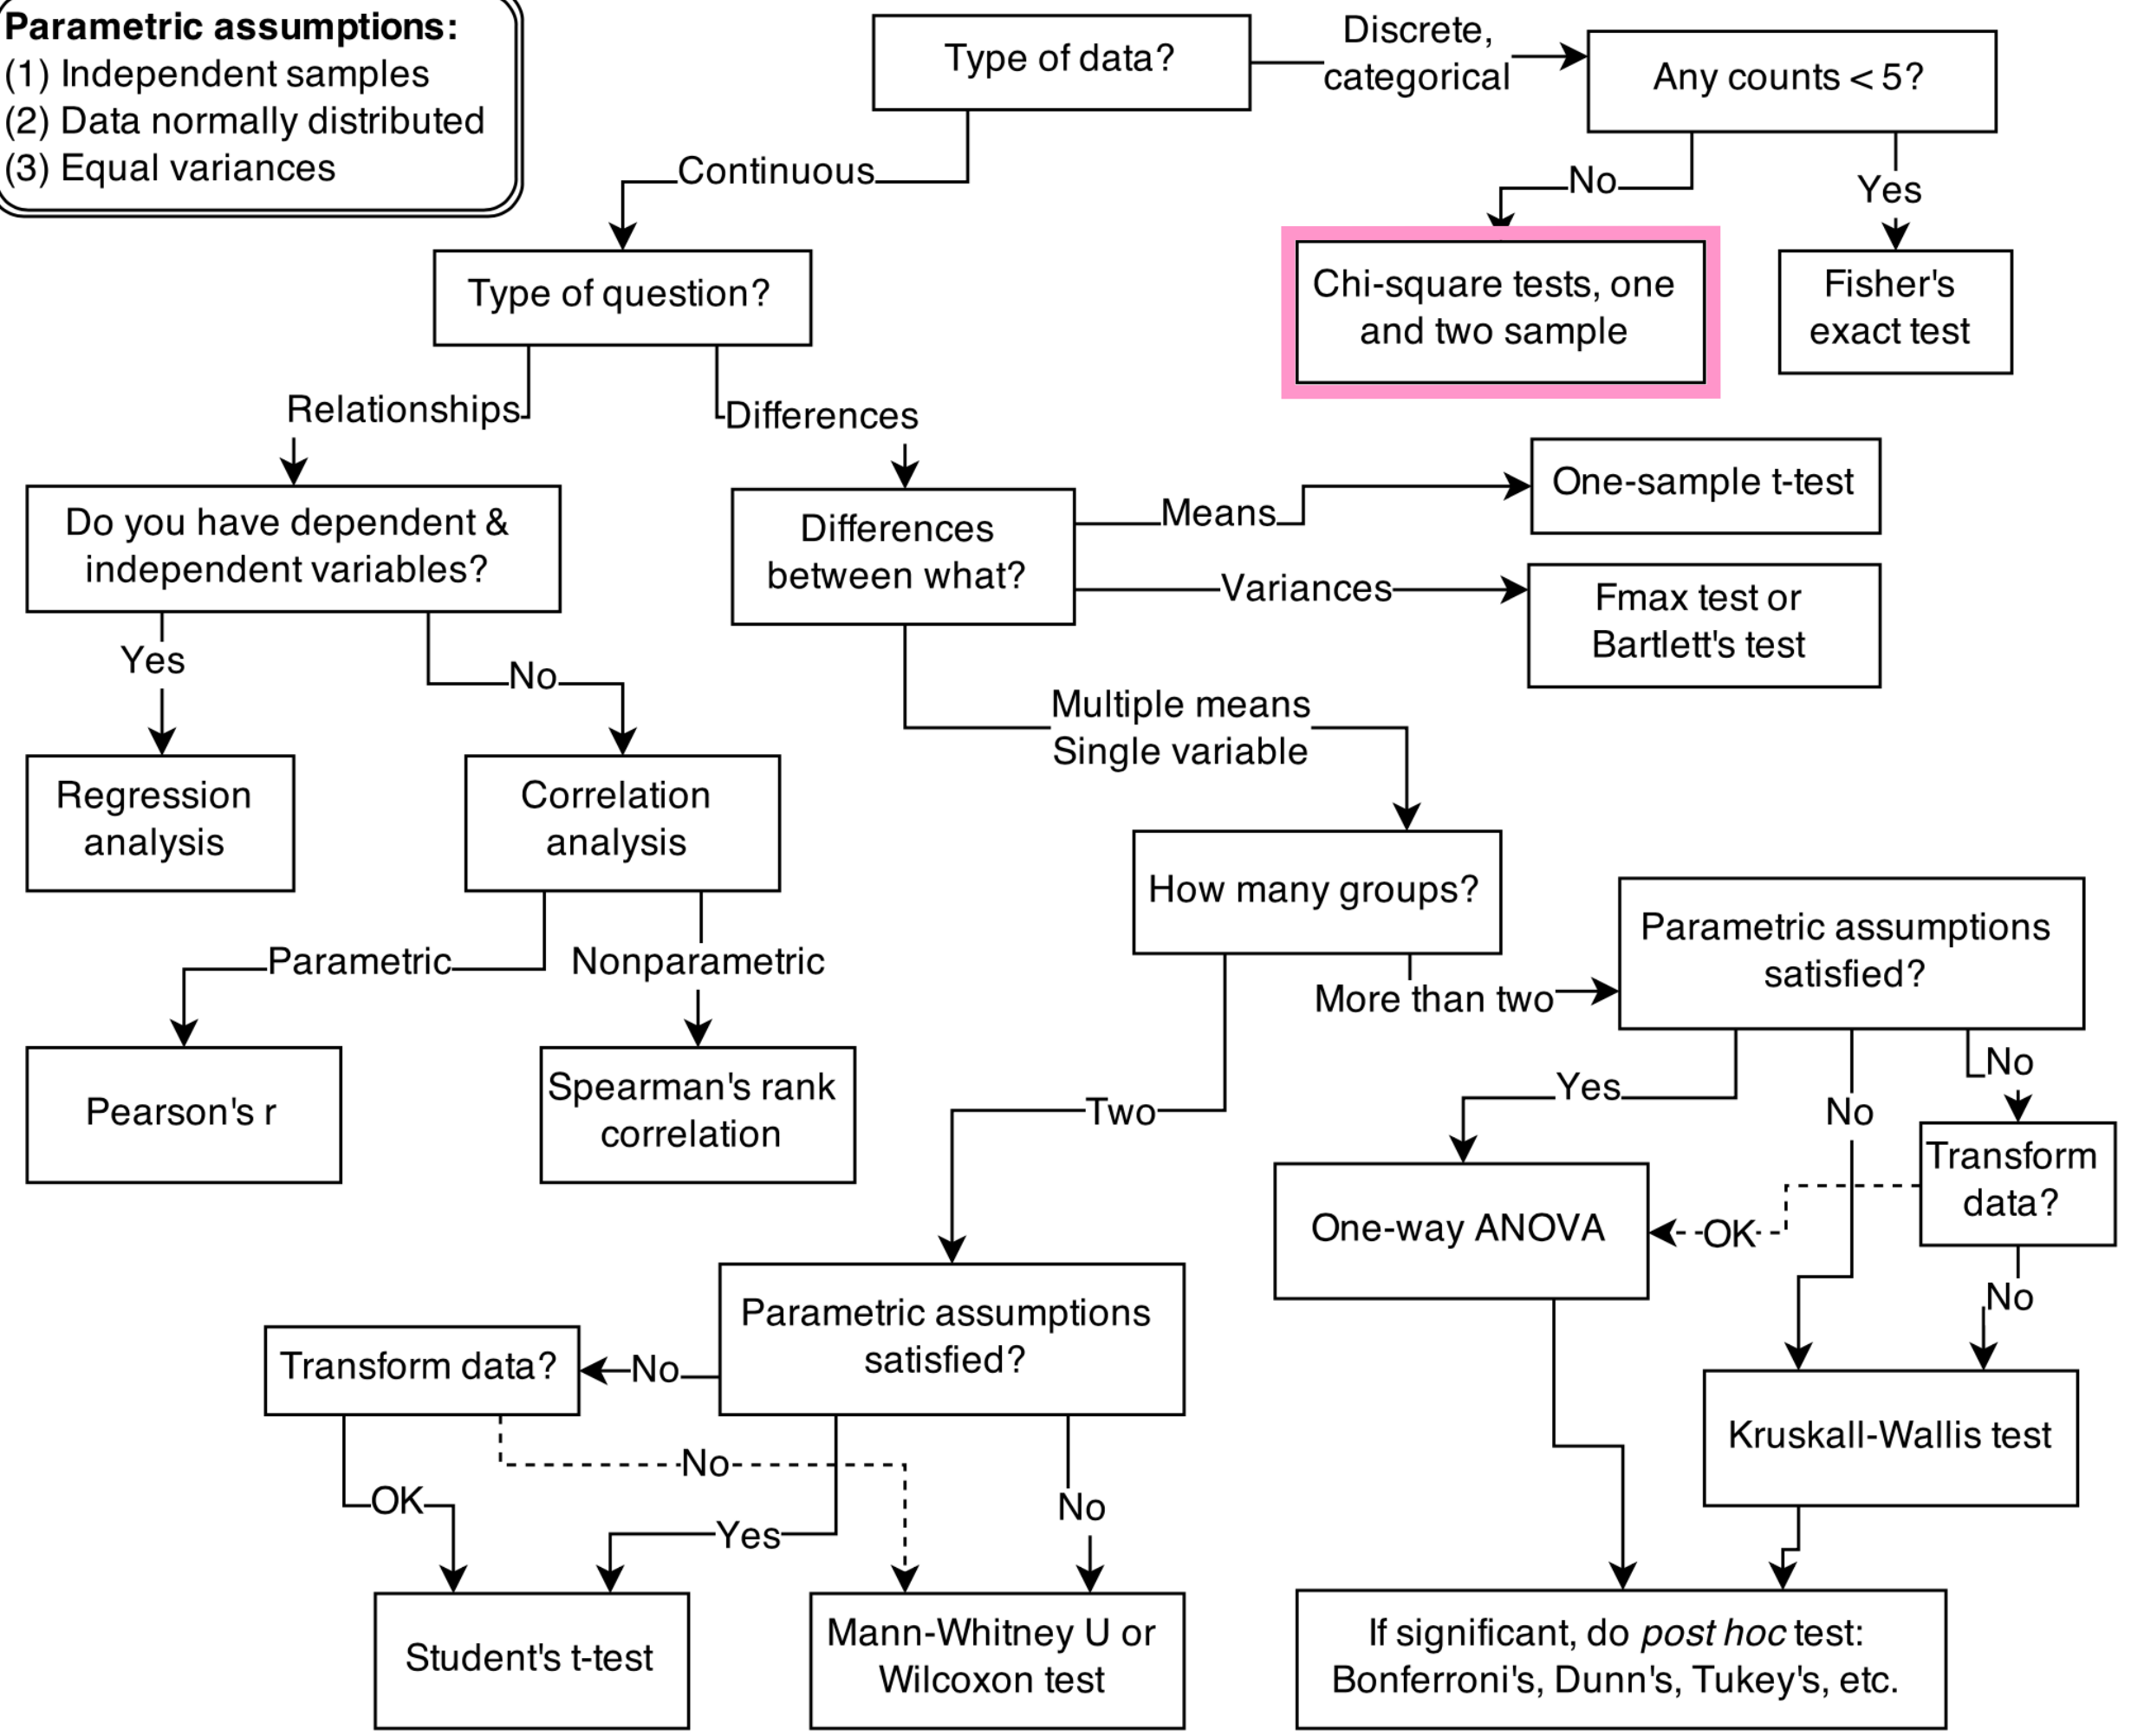 Parametric assumptions:
(1) Independent samples
(2) Data normally distributed
(3) Equal variances
Type of data?
Discrete,
categorical
Any counts < 5?
Continuous
No
Yes
Type of question?
Chi-square tests, one
and two sample
Fisher's
exact test
Relationships
Differences
Do you have dependent &
independent variables?
Differences
between what?
Means
One-sample t-test
Variances
Fmax test or
Bartlett's test
Yes
No
Multiple means
Single variable
Regression
analysis
Correlation
analysis
How many groups?
Parametric assumptions
satisfied?
Parametric
Nonparametric
More than two
Pearson's r
Spearman's rank
correlation
Two
Yes
No
No
Transform
data?
One-way ANOVA
OK
No
Parametric assumptions
satisfied?
Transform data?
No
Kruskall-Wallis test
No
OK
Yes
No
Student's t-test
Mann-Whitney U or
Wilcoxon test
If significant, do post hoc test:
Bonferroni's, Dunn's, Tukey's, etc.